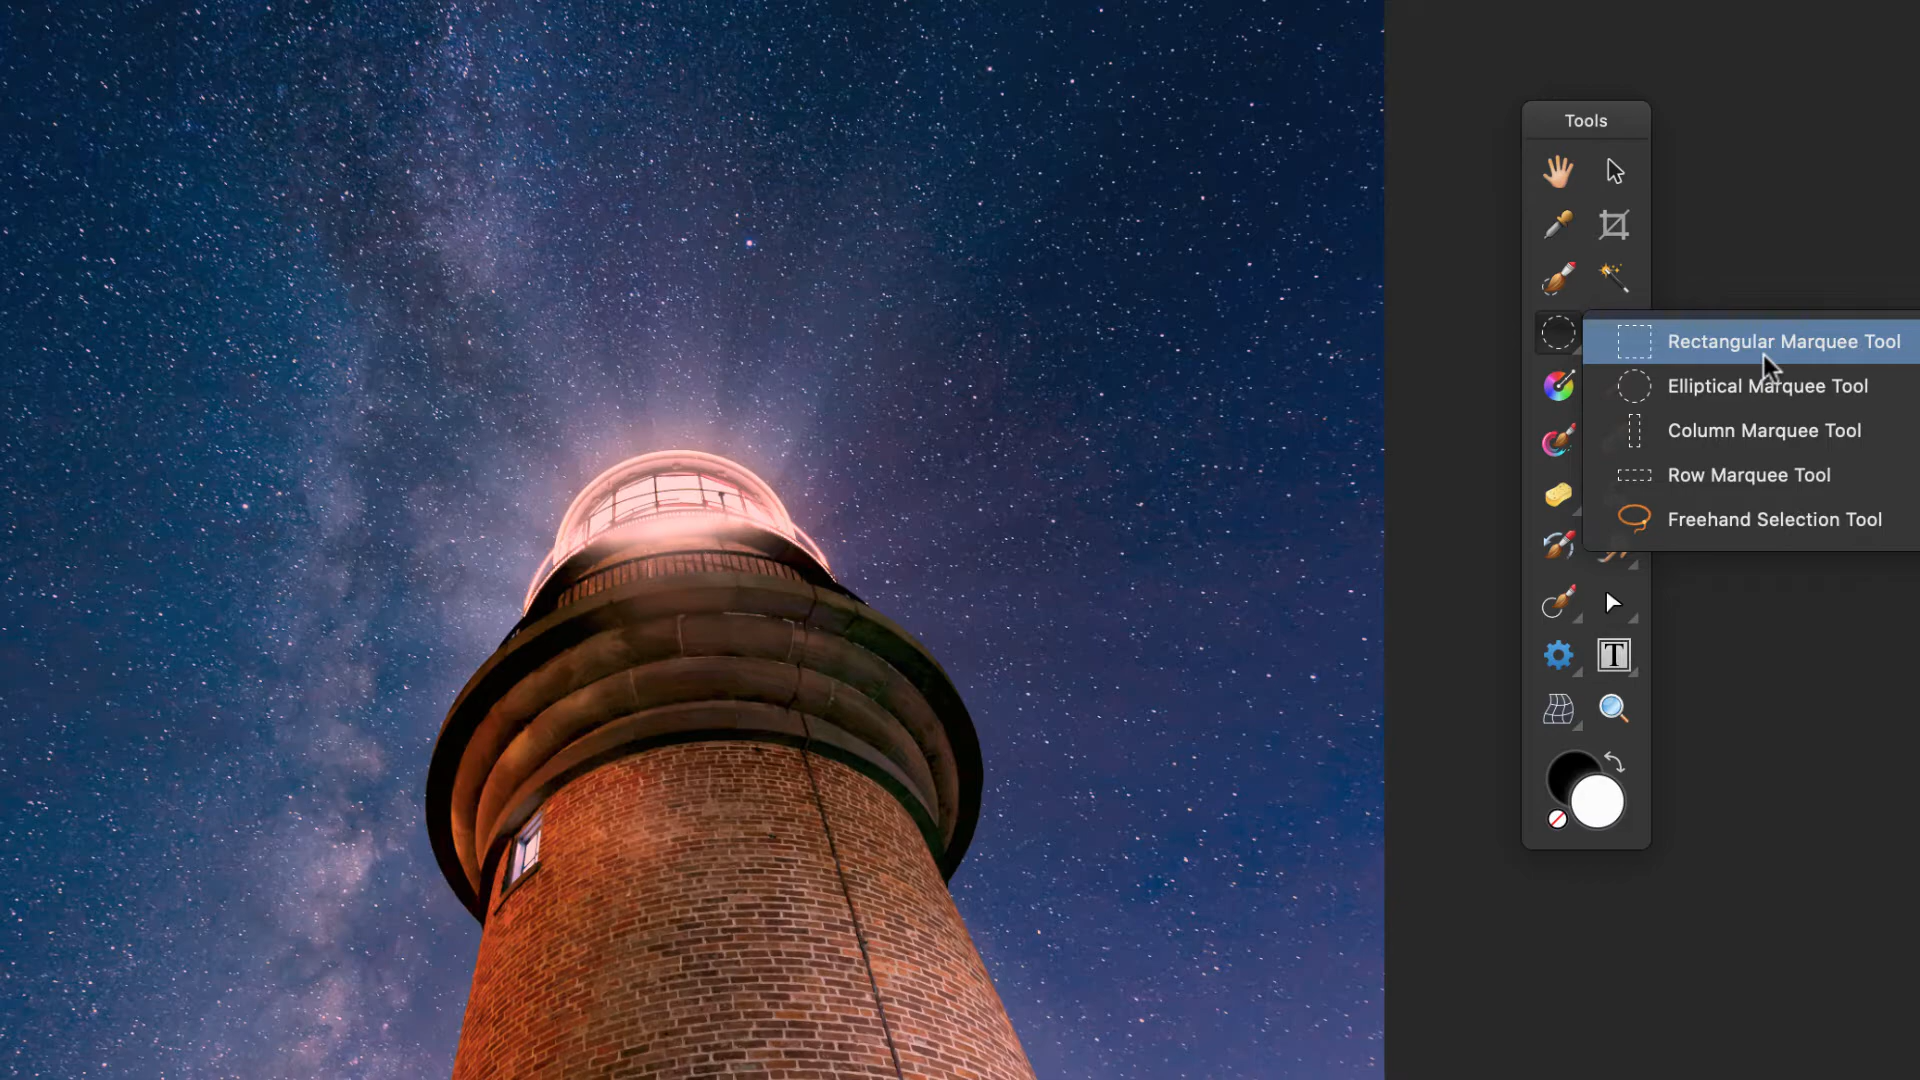 Tools
Rectangular Marquee Tool
Elliptical Marquee Tool
Column Marquee Tool
Row Marquee Tool
Freehand Selection Tool
T